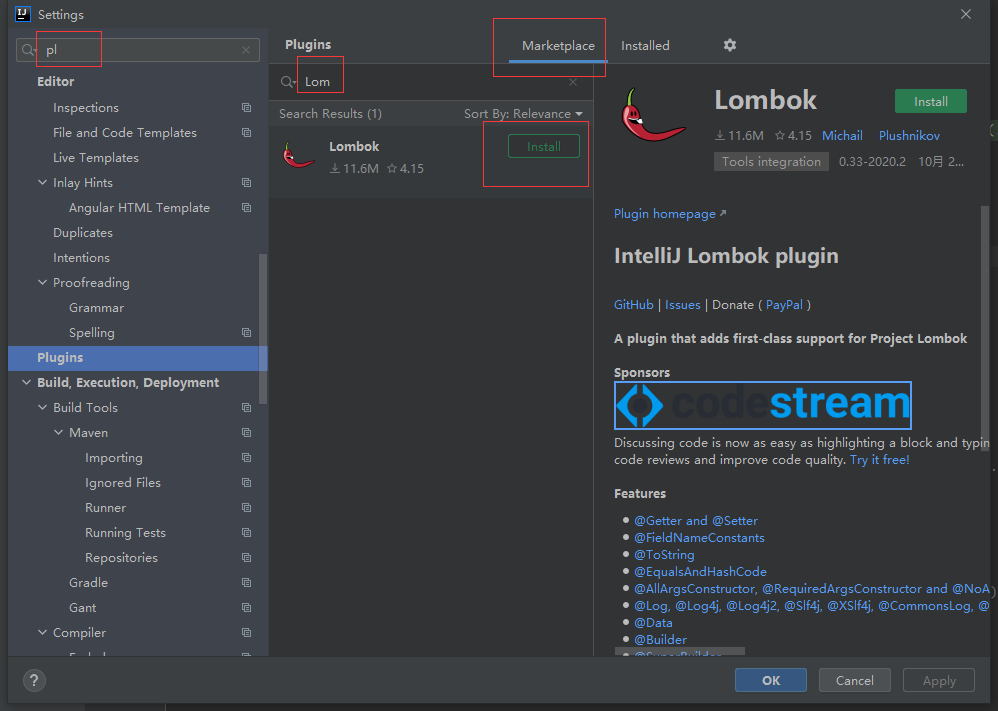 Settings
pl
Editor
Inspections
File and Code Templates
Live Templates
Inlay Hints
Angular HTML Template
Duplicates
Intentions
Proofreading
Grammar
Spelling
Plugins
Build, Execution, Deployment
Build Tools
Maven
Importing
Ignored Files
Runner
Running Tests
Repositories
Gradle
Gant
Compiler
Plugins
Marketplace
Installed
Lom
Search Results (1)
Sort By: Relevance
Lombok
Install
11.6M
4.15
Lombok
Install
11.6M
4.15
Michail Plushnikov
Tools integration
0.33-2020.2
10月 2...
Plugin homepage
IntelliJ Lombok plugin
GitHub | Issues | Donate ( PayPal )
A plugin that adds first-class support for Project Lombok
Sponsors
codestream
Discussing code is now as easy as highlighting a block and typin
code reviews and improve code quality. Try it free!
Features
@Getter and @Setter
@FieldNameConstants
@ToString
@EqualsAndHashCode
@AllArgsConstructor, @RequiredArgsConstructor and @NoA
@Log, @Log4j, @Log4j2, @Slf4j, @XSlf4j, @CommonsLog, @
@Data
@Builder
@SuperBuilder
?
OK
Cancel
Apply